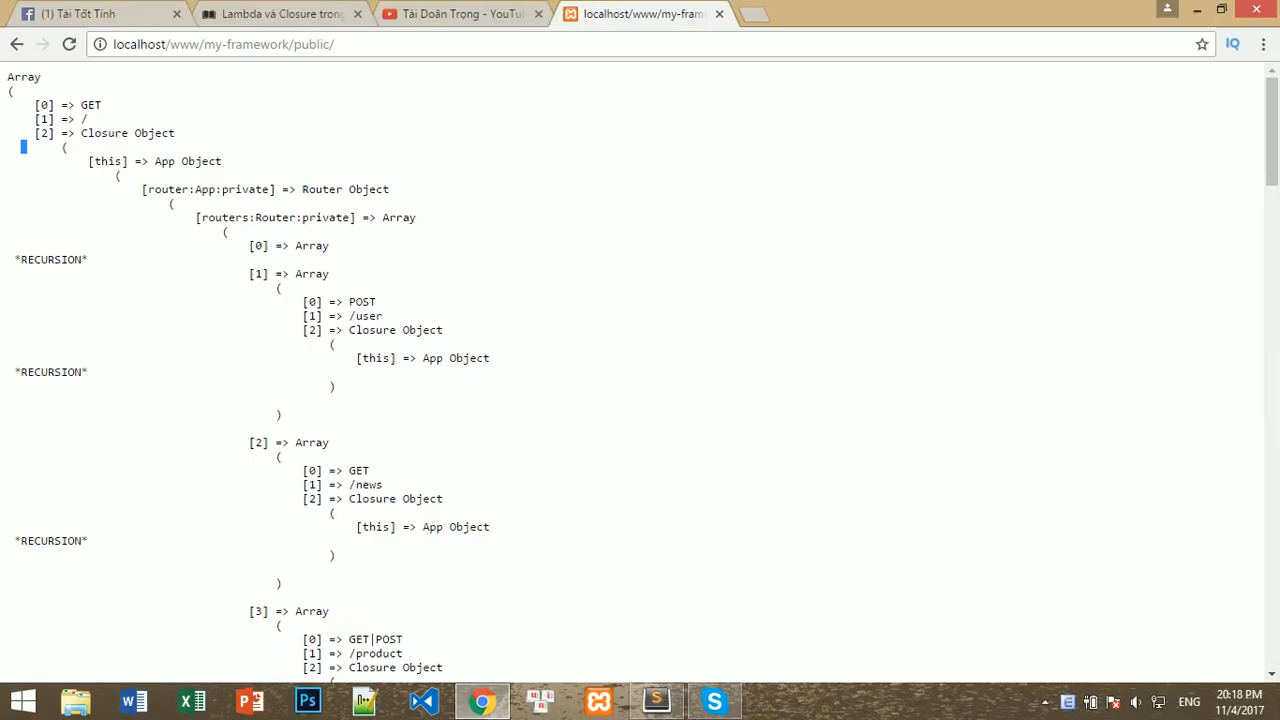 (1) Tài Tốt Tính
Lambda và Closure trong
Tài Doãn Trọng - YouTu
localhost/www/my-fram
localhost/www/my-framework/public/
IQ
Array
(
[0] => GET
[1] => /
[2] => Closure Object
(
[this] => App Object
(
[router:App:private] => Router Object
(
[routers:Router:private] => Array
(
[0] => Array
*RECURSION*
[1] => Array
(
[0] => POST
[1] => /user
[2] => Closure Object
(
[this] => App Object
*RECURSION*
)
)
[2] => Array
(
[0] => GET
[1] => /news
[2] => Closure Object
(
[this] => App Object
*RECURSION*
)
)
[3] => Array
(
[0] => GET|POST
[1] => /product
[2] => Closure Object
(
ENG
20:18 PM
11/4/2017